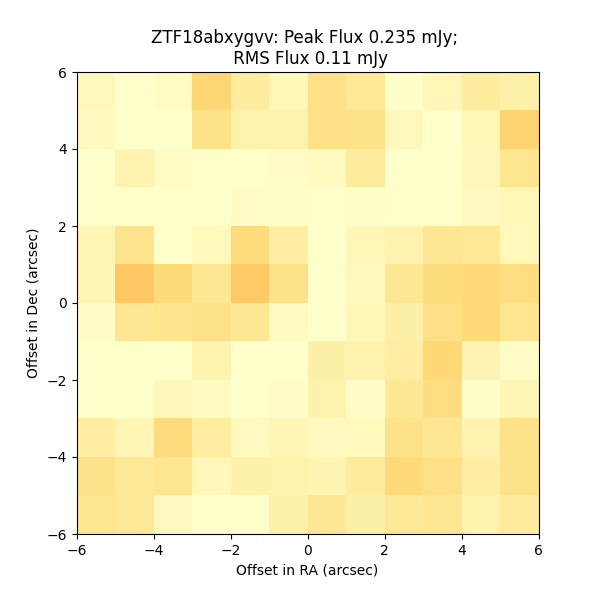 ZTF18abxygvv: Peak Flux 0.235 mJy;
RMS Flux 0.11 mJy
6
4
2
0
−2
−4
−6
Offset in Dec (arcsec)
−6 −4 −2 0 2 4 6
Offset in RA (arcsec)